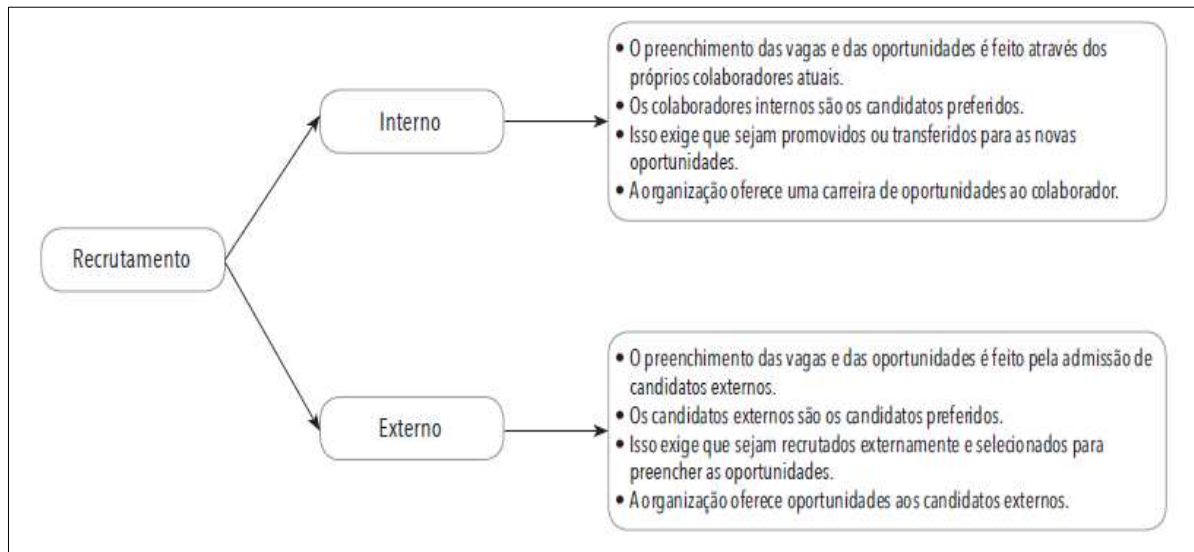 Recrutamento
Interno
• O preenchimento das vagas e das oportunidades é feito através dos
próprios colaboradores atuais.
• Os colaboradores internos são os candidatos preferidos.
• Isso exige que sejam promovidos ou transferidos para as novas
oportunidades.
• A organização oferece uma carreira de oportunidades ao colaborador.
Externo
• O preenchimento das vagas e das oportunidades é feito pela admissão de
candidatos externos.
• Os candidatos externos são os candidatos preferidos.
• Isso exige que sejam recrutados externamente e selecionados para
preencher as oportunidades.
• A organização oferece oportunidades aos candidatos externos.